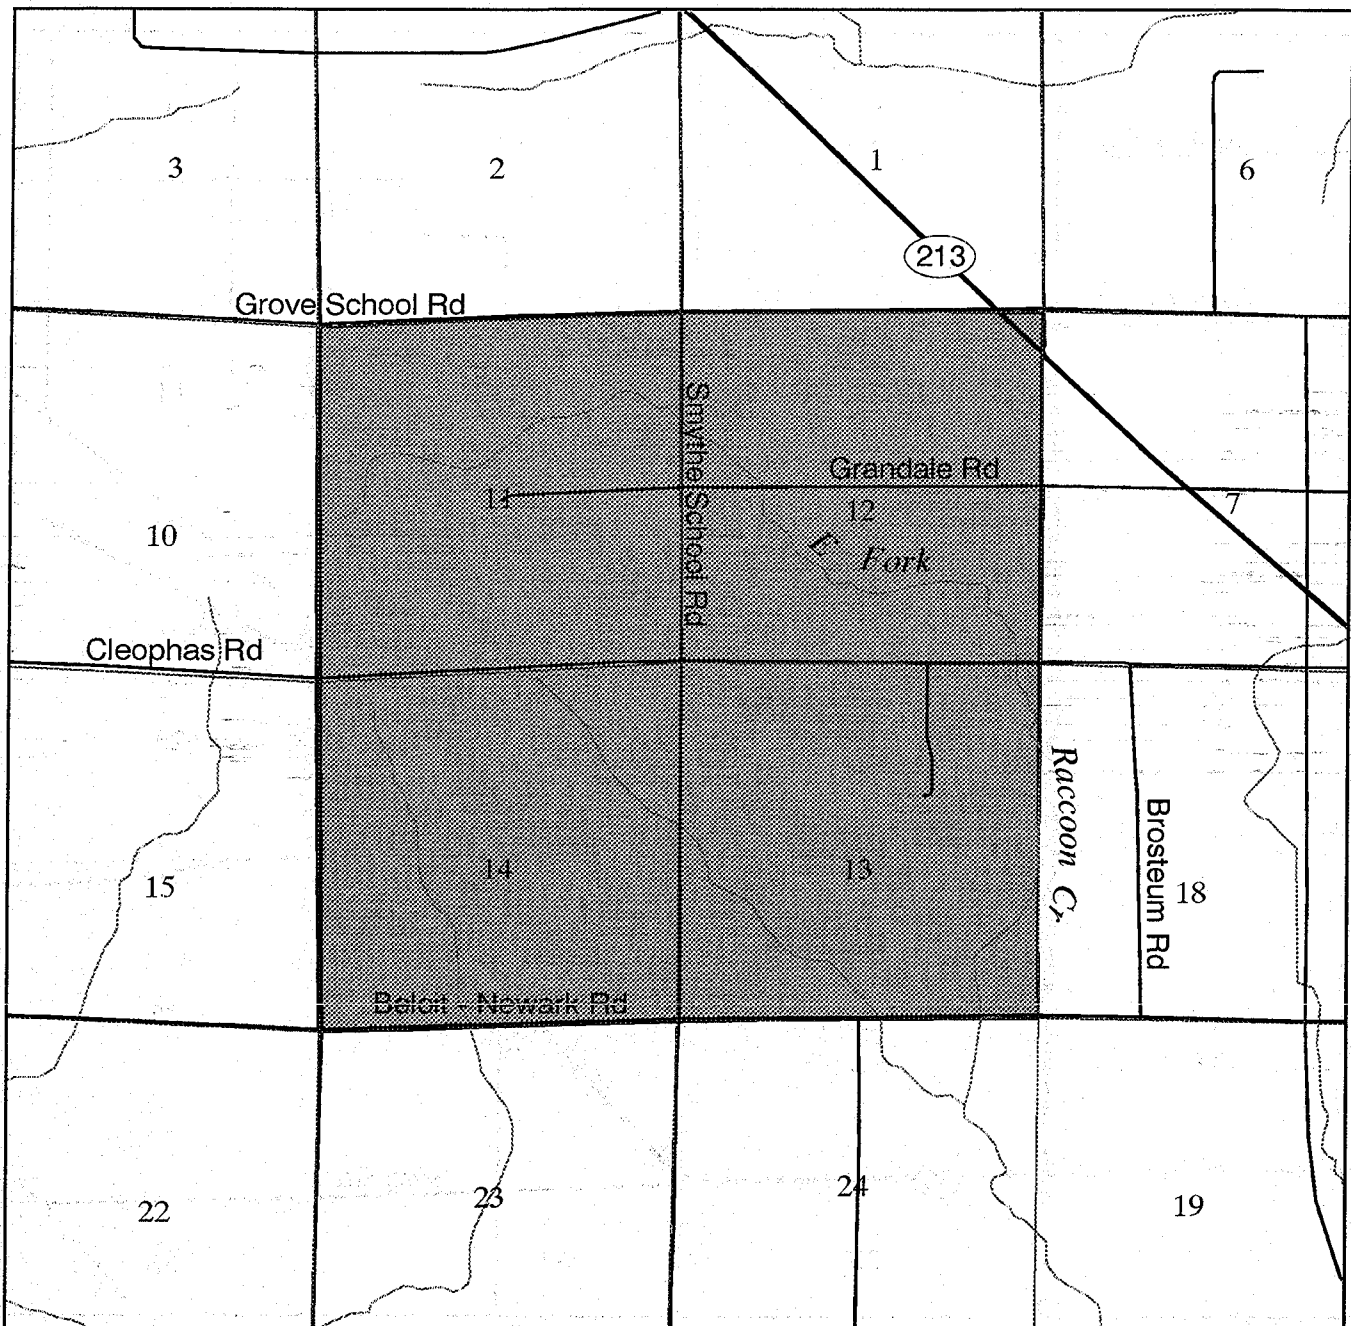 3
2
1
6
213
Grove School Rd
Smythe School Rd
Grandale Rd
11
12
7
10
E. Fork
Cleophas Rd
Raccoon Cr.
Brosteum Rd
14
13
15
18
Beloit - Newark Rd
22
23
24
19